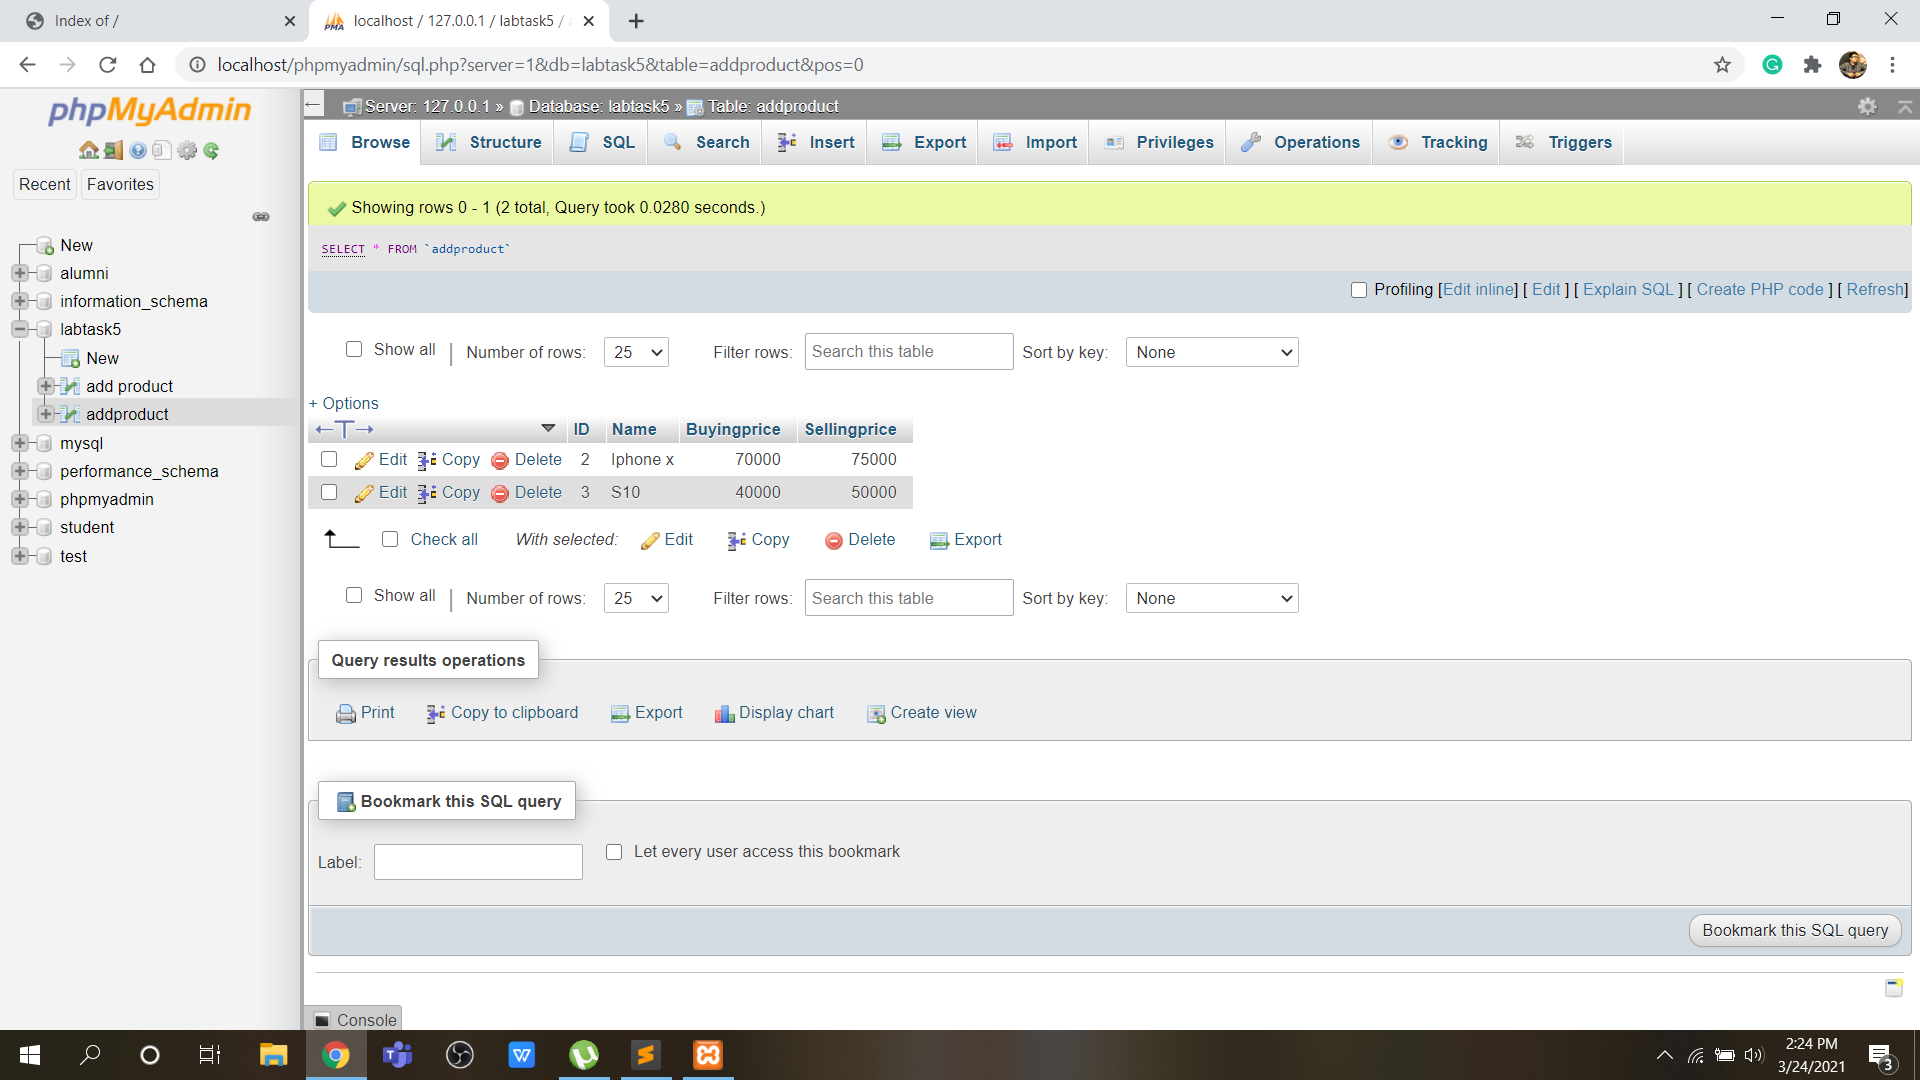 Index of /
localhost / 127.0.0.1 / labtask5 /
localhost/phpmyadmin/sql.php?server=1&db=labtask5&table=addproduct&pos=0
phpMyAdmin
Recent Favorites
New
alumni
information_schema
labtask5
New
add product
addproduct
mysql
performance_schema
phpmyadmin
student
test
Server: 127.0.0.1 » Database: labtask5 » Table: addproduct
Browse Structure SQL Search Insert Export Import Privileges Operations Tracking Triggers
Showing rows 0 - 1 (2 total, Query took 0.0280 seconds.)
SELECT * FROM `addproduct`
Profiling [Edit inline] [ Edit ] [ Explain SQL ] [ Create PHP code ] [ Refresh]
Show all | Number of rows: 25 Filter rows: Search this table Sort by key: None
+ Options
ID Name Buyingprice Sellingprice
Edit Copy Delete 2 Iphone x 70000 75000
Edit Copy Delete 3 S10 40000 50000
Check all With selected: Edit Copy Delete Export
Show all | Number of rows: 25 Filter rows: Search this table Sort by key: None
Query results operations
Print Copy to clipboard Export Display chart Create view
Bookmark this SQL query
Label: Let every user access this bookmark
Bookmark this SQL query
Console
2:24 PM
3/24/2021
3